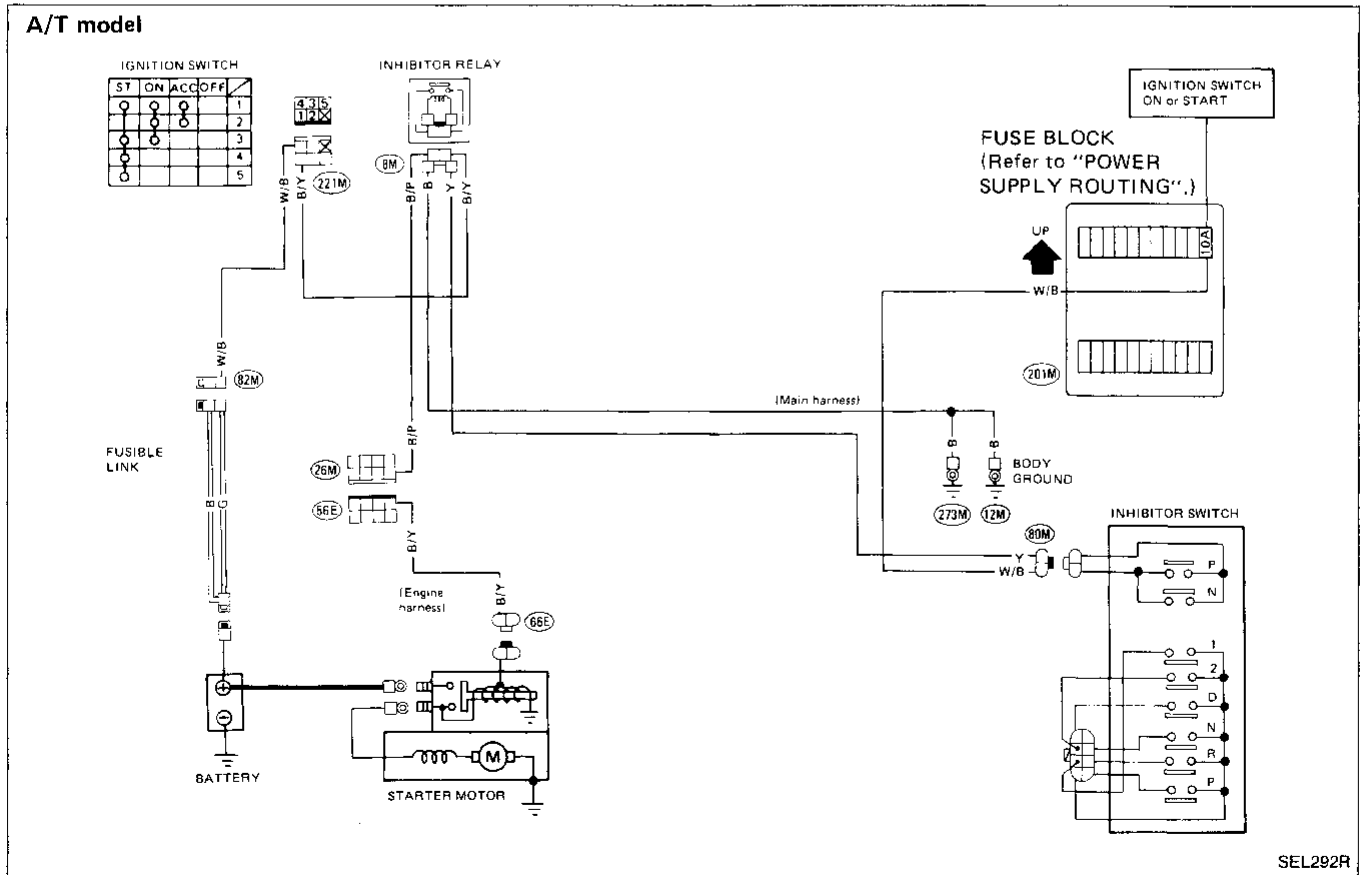 A/T model
IGNITION SWITCH
ST ON ACC OFF
1
2
3
4
5
4 3 5
1 2
221M
W/B
B/Y
INHIBITOR RELAY
8M
B/P
B
Y
B/Y
IGNITION SWITCH
ON or START
FUSE BLOCK
(Refer to "POWER
SUPPLY ROUTING".)
UP
10A
W/B
201M
W/B
82M
FUSIBLE
LINK
B
G
B/P
26M
56E
B/Y
(Engine
harness)
B/Y
66E
(Main harness)
B
B
BODY
GROUND
273M
12M
80M
Y
W/B
INHIBITOR SWITCH
P
N
1
2
D
N
R
P
BATTERY
M
STARTER MOTOR
SEL292R